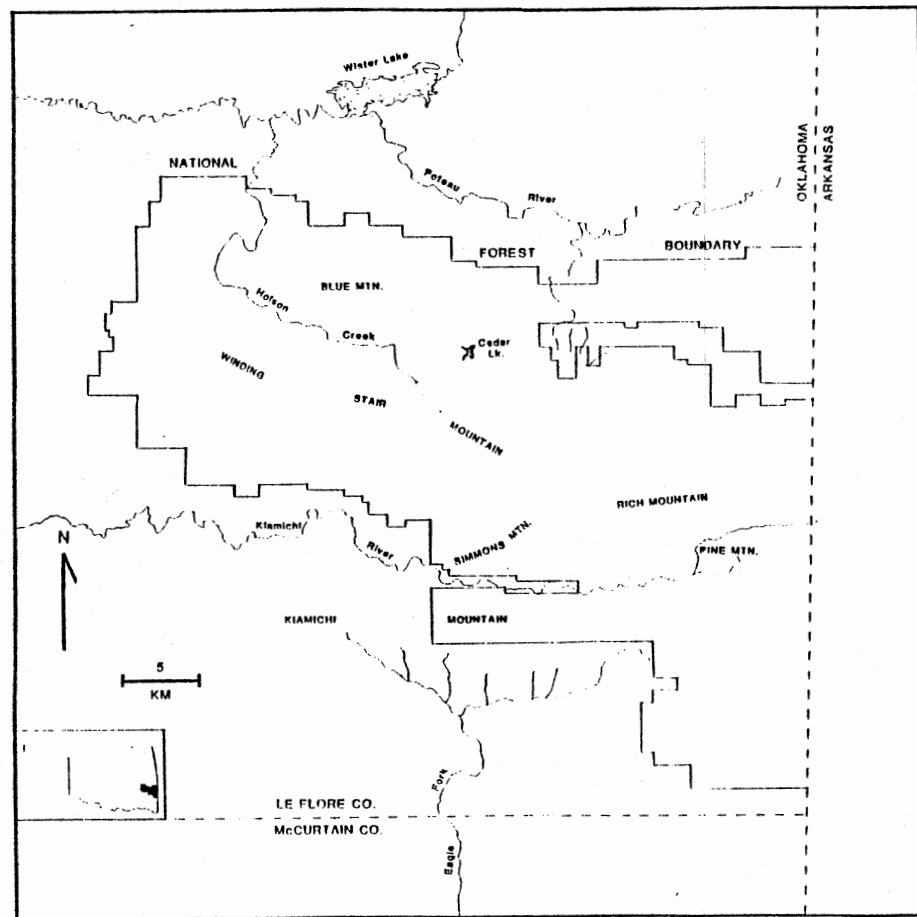 Wister Lake
OKLAHOMA
ARKANSAS
NATIONAL
Poteau
River
FOREST
BOUNDARY
BLUE MTN.
Holson
Creek
Cedar
Lk.
WINDING
STAIR
MOUNTAIN
RICH MOUNTAIN
Kiamichi
River
SIMMONS MTN.
PINE MTN.
N
KIAMICHI
MOUNTAIN
5
KM
Fork
LE FLORE CO.
McCURTAIN CO.
Eagle